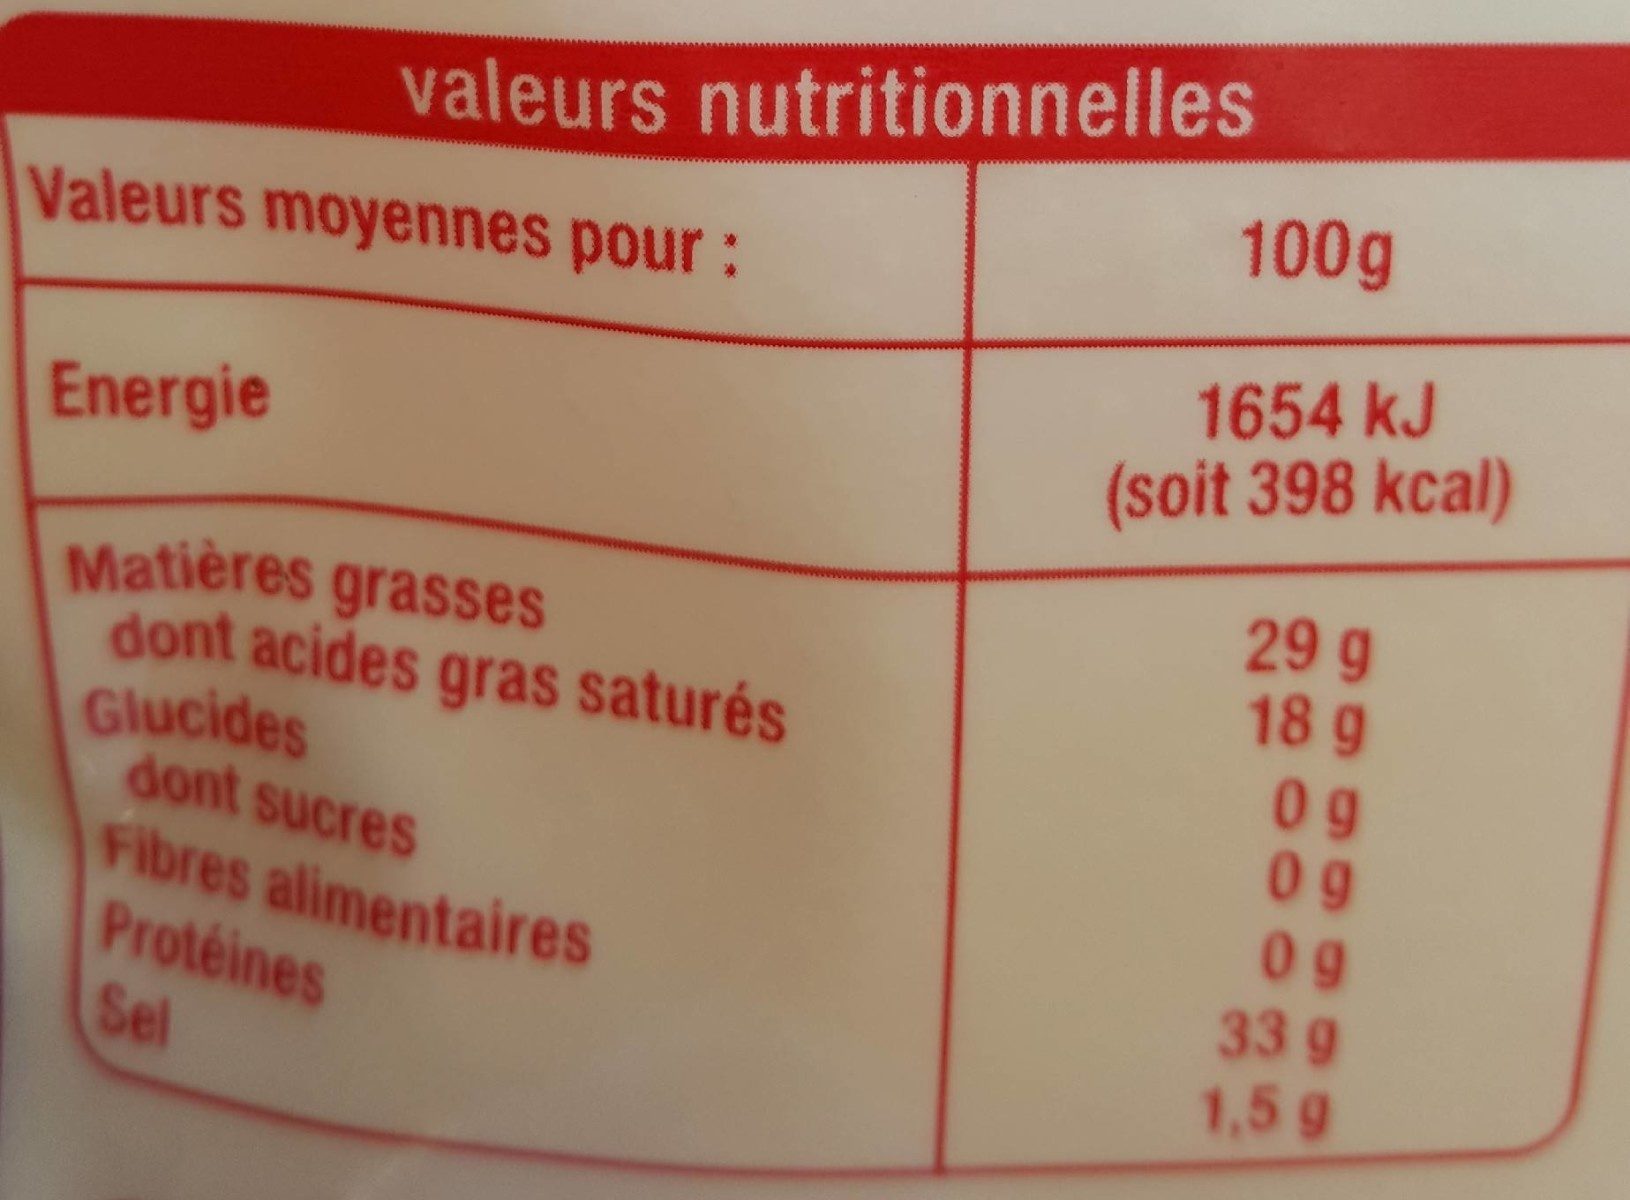 valeurs nutritionnelles
Valeurs moyennes pour : 100g
Energie 1654 kJ
(soit 398 kcal)
Matières grasses 29 g
dont acides gras saturés 18 g
Glucides 0 g
dont sucres 0 g
Fibres alimentaires 0 g
Protéines 33 g
Sel 1,5 g